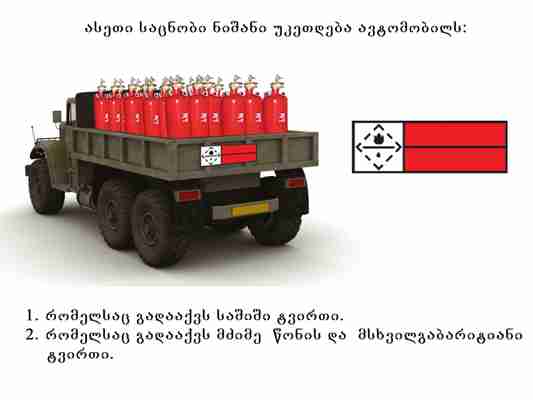 ასეთი საცნობი ნიშანი უკეთდება ავტომობილს:
1. რომელსაც გადააქვს საშიში ტვირთი.
2. რომელსაც გადააქვს მძიმე წონის და მსხვილგაბარიტიანი
ტვირთი.